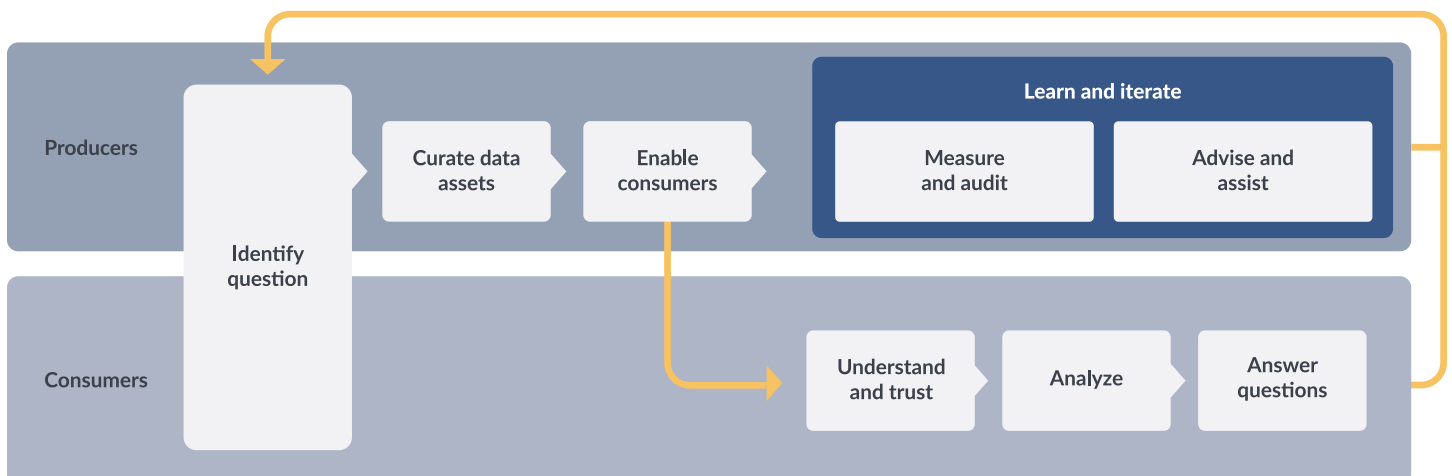 Learn and iterate
Producers
Identify
question
Curate data
assets
Enable
consumers
Measure
and audit
Advise and
assist
Consumers
Understand
and trust
Analyze
Answer
questions